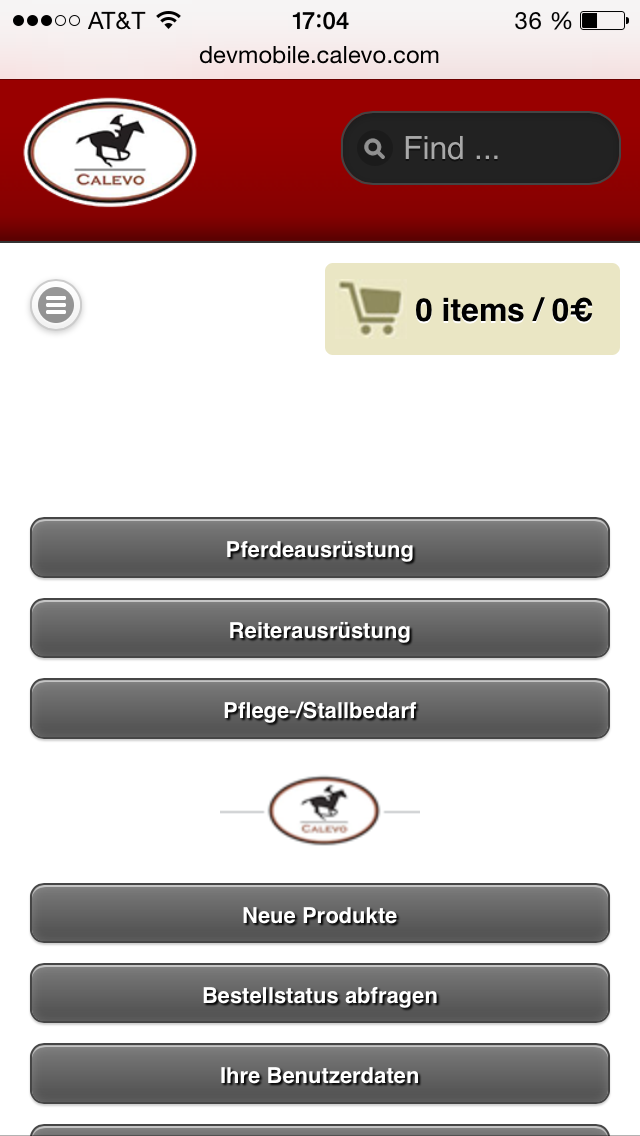 AT&T 17:04 36 %
devmobile.calevo.com
CALEVO
Find ...
0 items / 0€
Pferdeausrüstung
Reiterausrüstung
Pflege-/Stallbedarf
CALEVO
Neue Produkte
Bestellstatus abfragen
Ihre Benutzerdaten